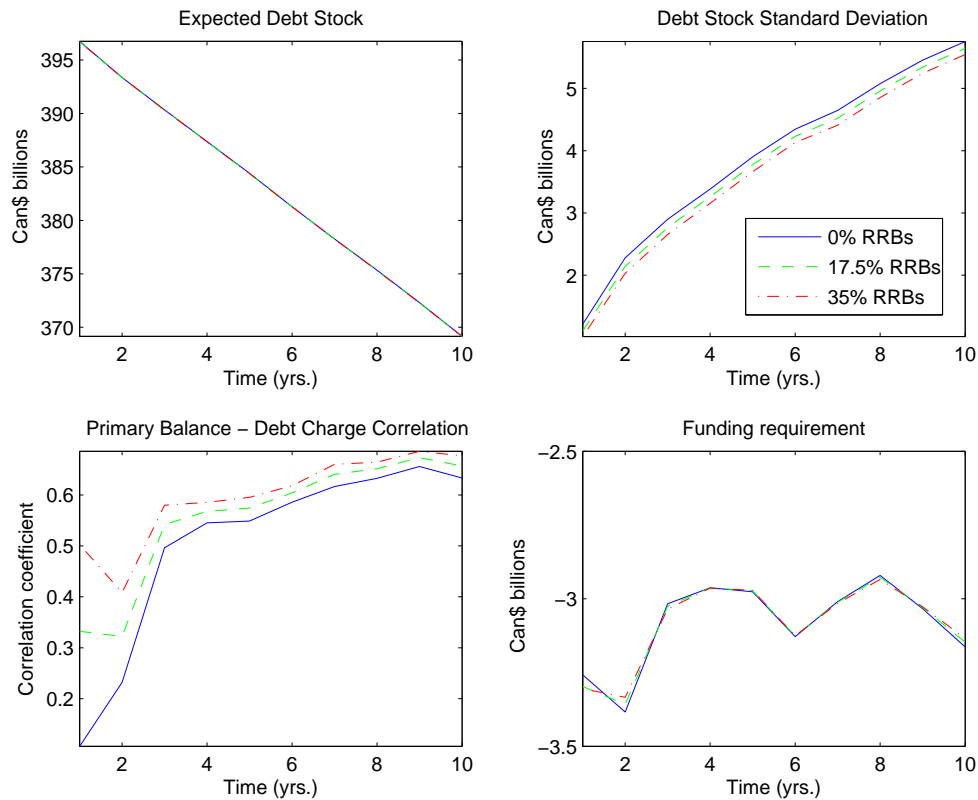 Expected Debt Stock
Can$ billions
395
390
385
380
375
370
2
4
6
8
10
Time (yrs.)
Debt Stock Standard Deviation
Can$ billions
5
4
3
2
0% RRBs
17.5% RRBs
35% RRBs
2
4
6
8
10
Time (yrs.)
Primary Balance − Debt Charge Correlation
Correlation coefficient
0.6
0.5
0.4
0.3
0.2
2
4
6
8
10
Time (yrs.)
Funding requirement
Can$ billions
−2.5
−3
−3.5
2
4
6
8
10
Time (yrs.)